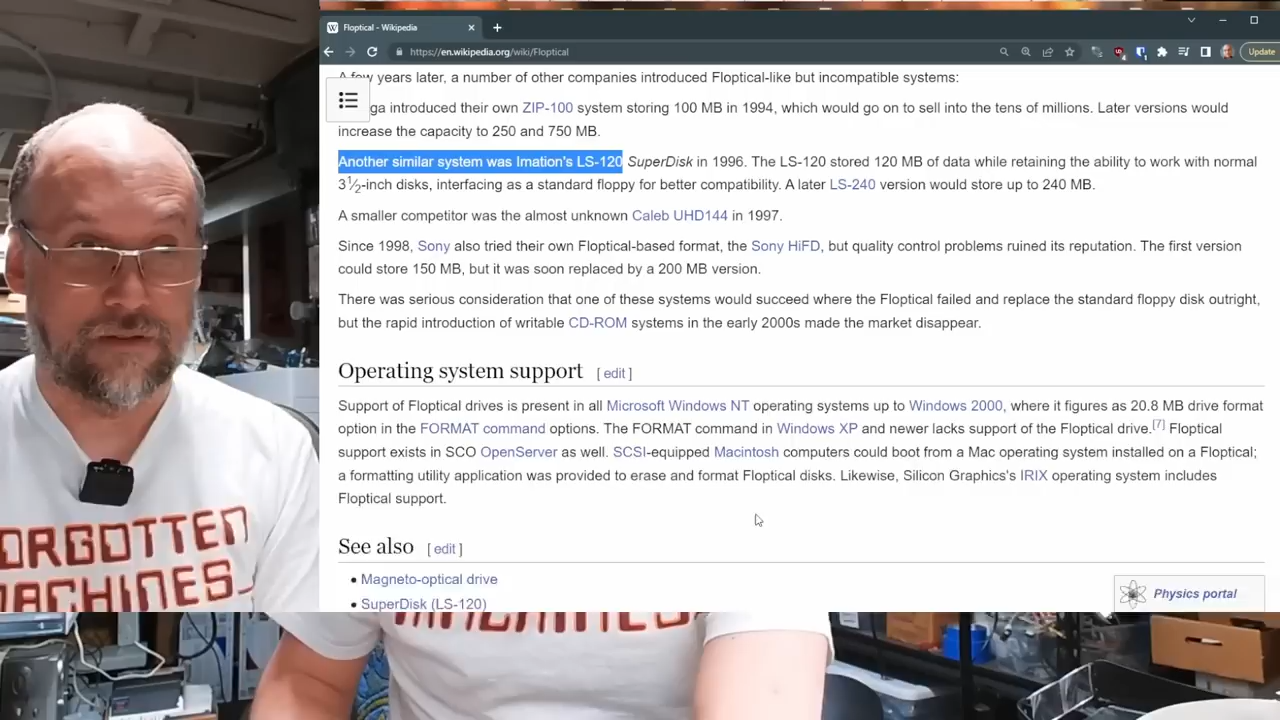 Floptical - Wikipedia
https://en.wikipedia.org/wiki/Floptical
Update
A few years later, a number of other companies introduced Floptical-like but incompatible systems:
ga introduced their own ZIP-100 system storing 100 MB in 1994, which would go on to sell into the tens of millions. Later versions would
increase the capacity to 250 and 750 MB.
Another similar system was Imation's LS-120 SuperDisk in 1996. The LS-120 stored 120 MB of data while retaining the ability to work with normal
3½-inch disks, interfacing as a standard floppy for better compatibility. A later LS-240 version would store up to 240 MB.
A smaller competitor was the almost unknown Caleb UHD144 in 1997.
Since 1998, Sony also tried their own Floptical-based format, the Sony HiFD, but quality control problems ruined its reputation. The first version
could store 150 MB, but it was soon replaced by a 200 MB version.
There was serious consideration that one of these systems would succeed where the Floptical failed and replace the standard floppy disk outright,
but the rapid introduction of writable CD-ROM systems in the early 2000s made the market disappear.
Operating system support [ edit ]
Support of Floptical drives is present in all Microsoft Windows NT operating systems up to Windows 2000, where it figures as 20.8 MB drive format
option in the FORMAT command options. The FORMAT command in Windows XP and newer lacks support of the Floptical drive.[7] Floptical
support exists in SCO OpenServer as well. SCSI-equipped Macintosh computers could boot from a Mac operating system installed on a Floptical;
a formatting utility application was provided to erase and format Floptical disks. Likewise, Silicon Graphics's IRIX operating system includes
Floptical support.
See also [ edit ]
• Magneto-optical drive
• SuperDisk (LS-120)
Physics portal
ORGOTTEN
MACHINES